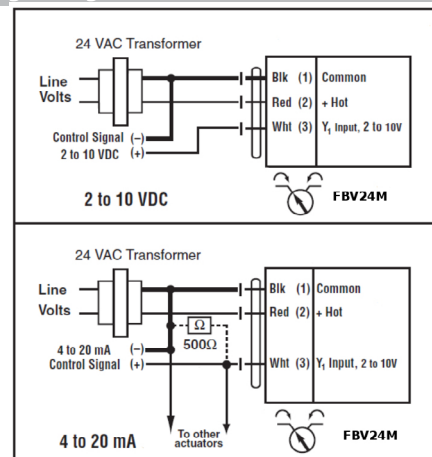 24 VAC Transformer
Line
Volts
Blk (1) Common
Red (2) + Hot
Wht (3) Y₁ Input, 2 to 10V
Control Signal (–)
2 to 10 VDC (+)
2 to 10 VDC
FBV24M
24 VAC Transformer
Line
Volts
Blk (1) Common
Red (2) + Hot
Ω
500Ω
4 to 20 mA (–)
Control Signal (+)
Wht (3) Y₁ Input, 2 to 10V
To other
actuators
4 to 20 mA
FBV24M